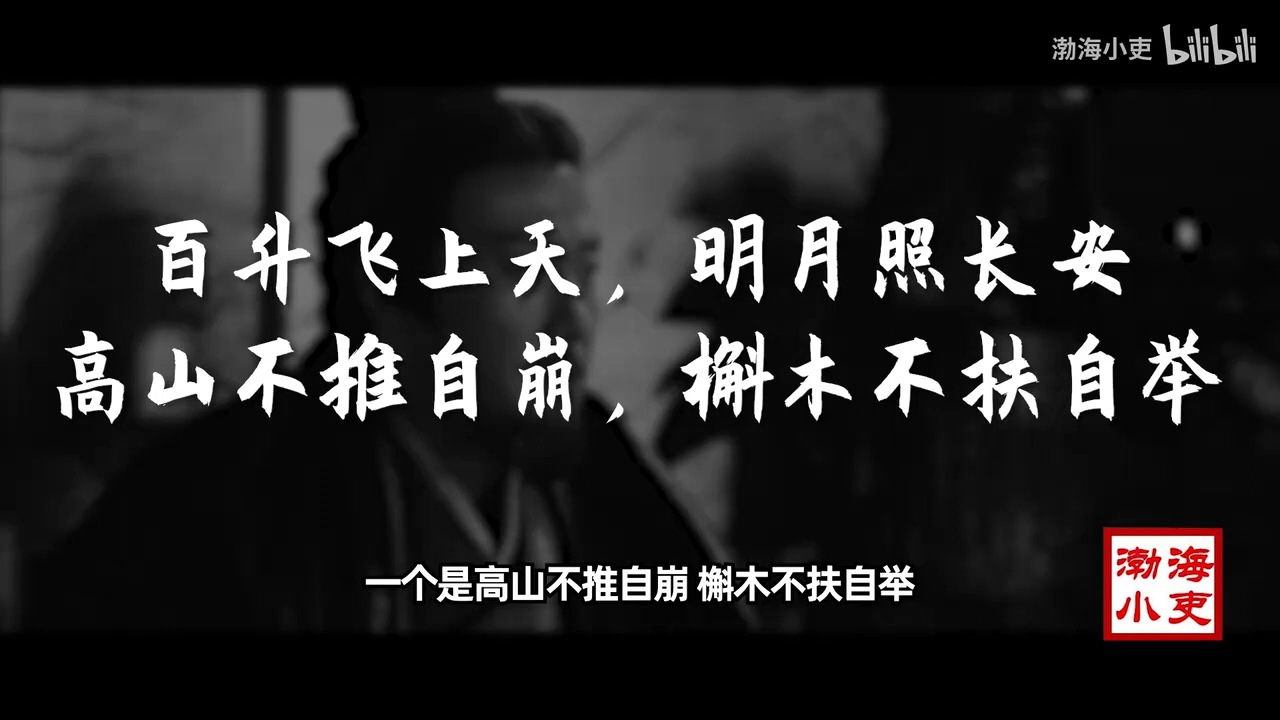 渤海小吏 bilibili
百升飞上天，明月照长安
高山不推自崩，槲木不扶自举
一个是高山不推自崩 槲木不扶自举
渤海
小吏